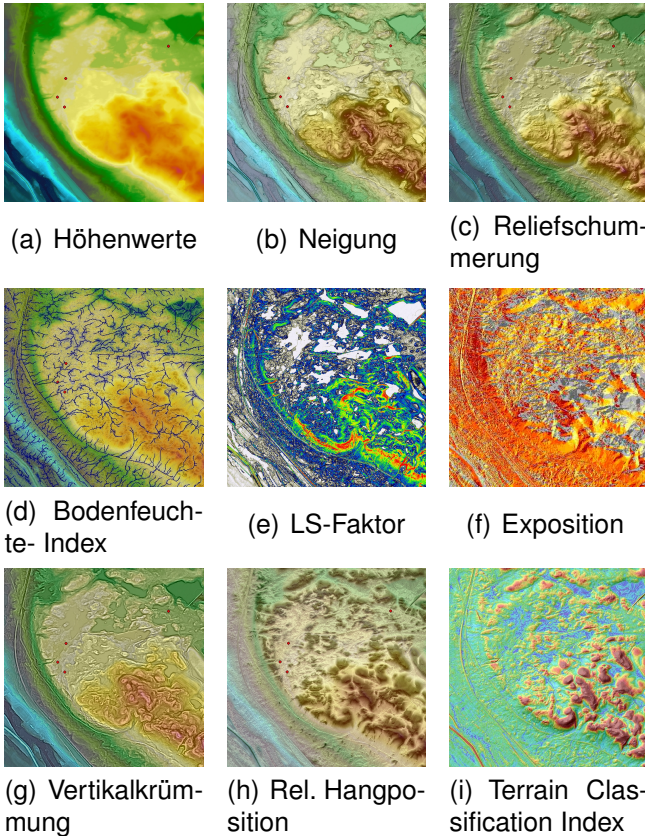 (a) Höhenwerte
(b) Neigung
(c) Reliefschum-
merung
(d) Bodenfeuch-
te- Index
(e) LS-Faktor
(f) Exposition
(g) Vertikalkrüm-
mung
(h) Rel. Hangpo-
sition
(i) Terrain Clas-
sification Index